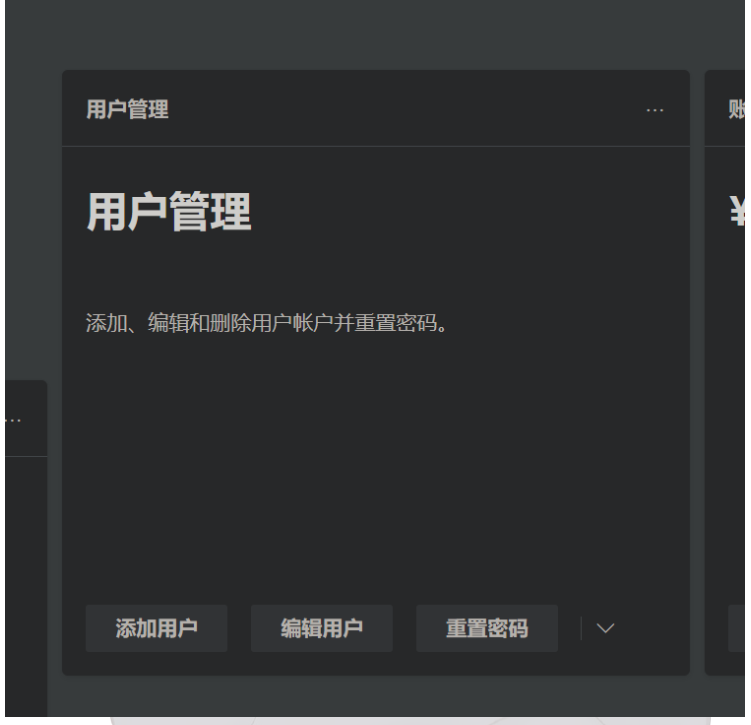 用户管理
...
账
用户管理
¥
添加、编辑和删除用户帐户并重置密码。
...
添加用户
编辑用户
重置密码